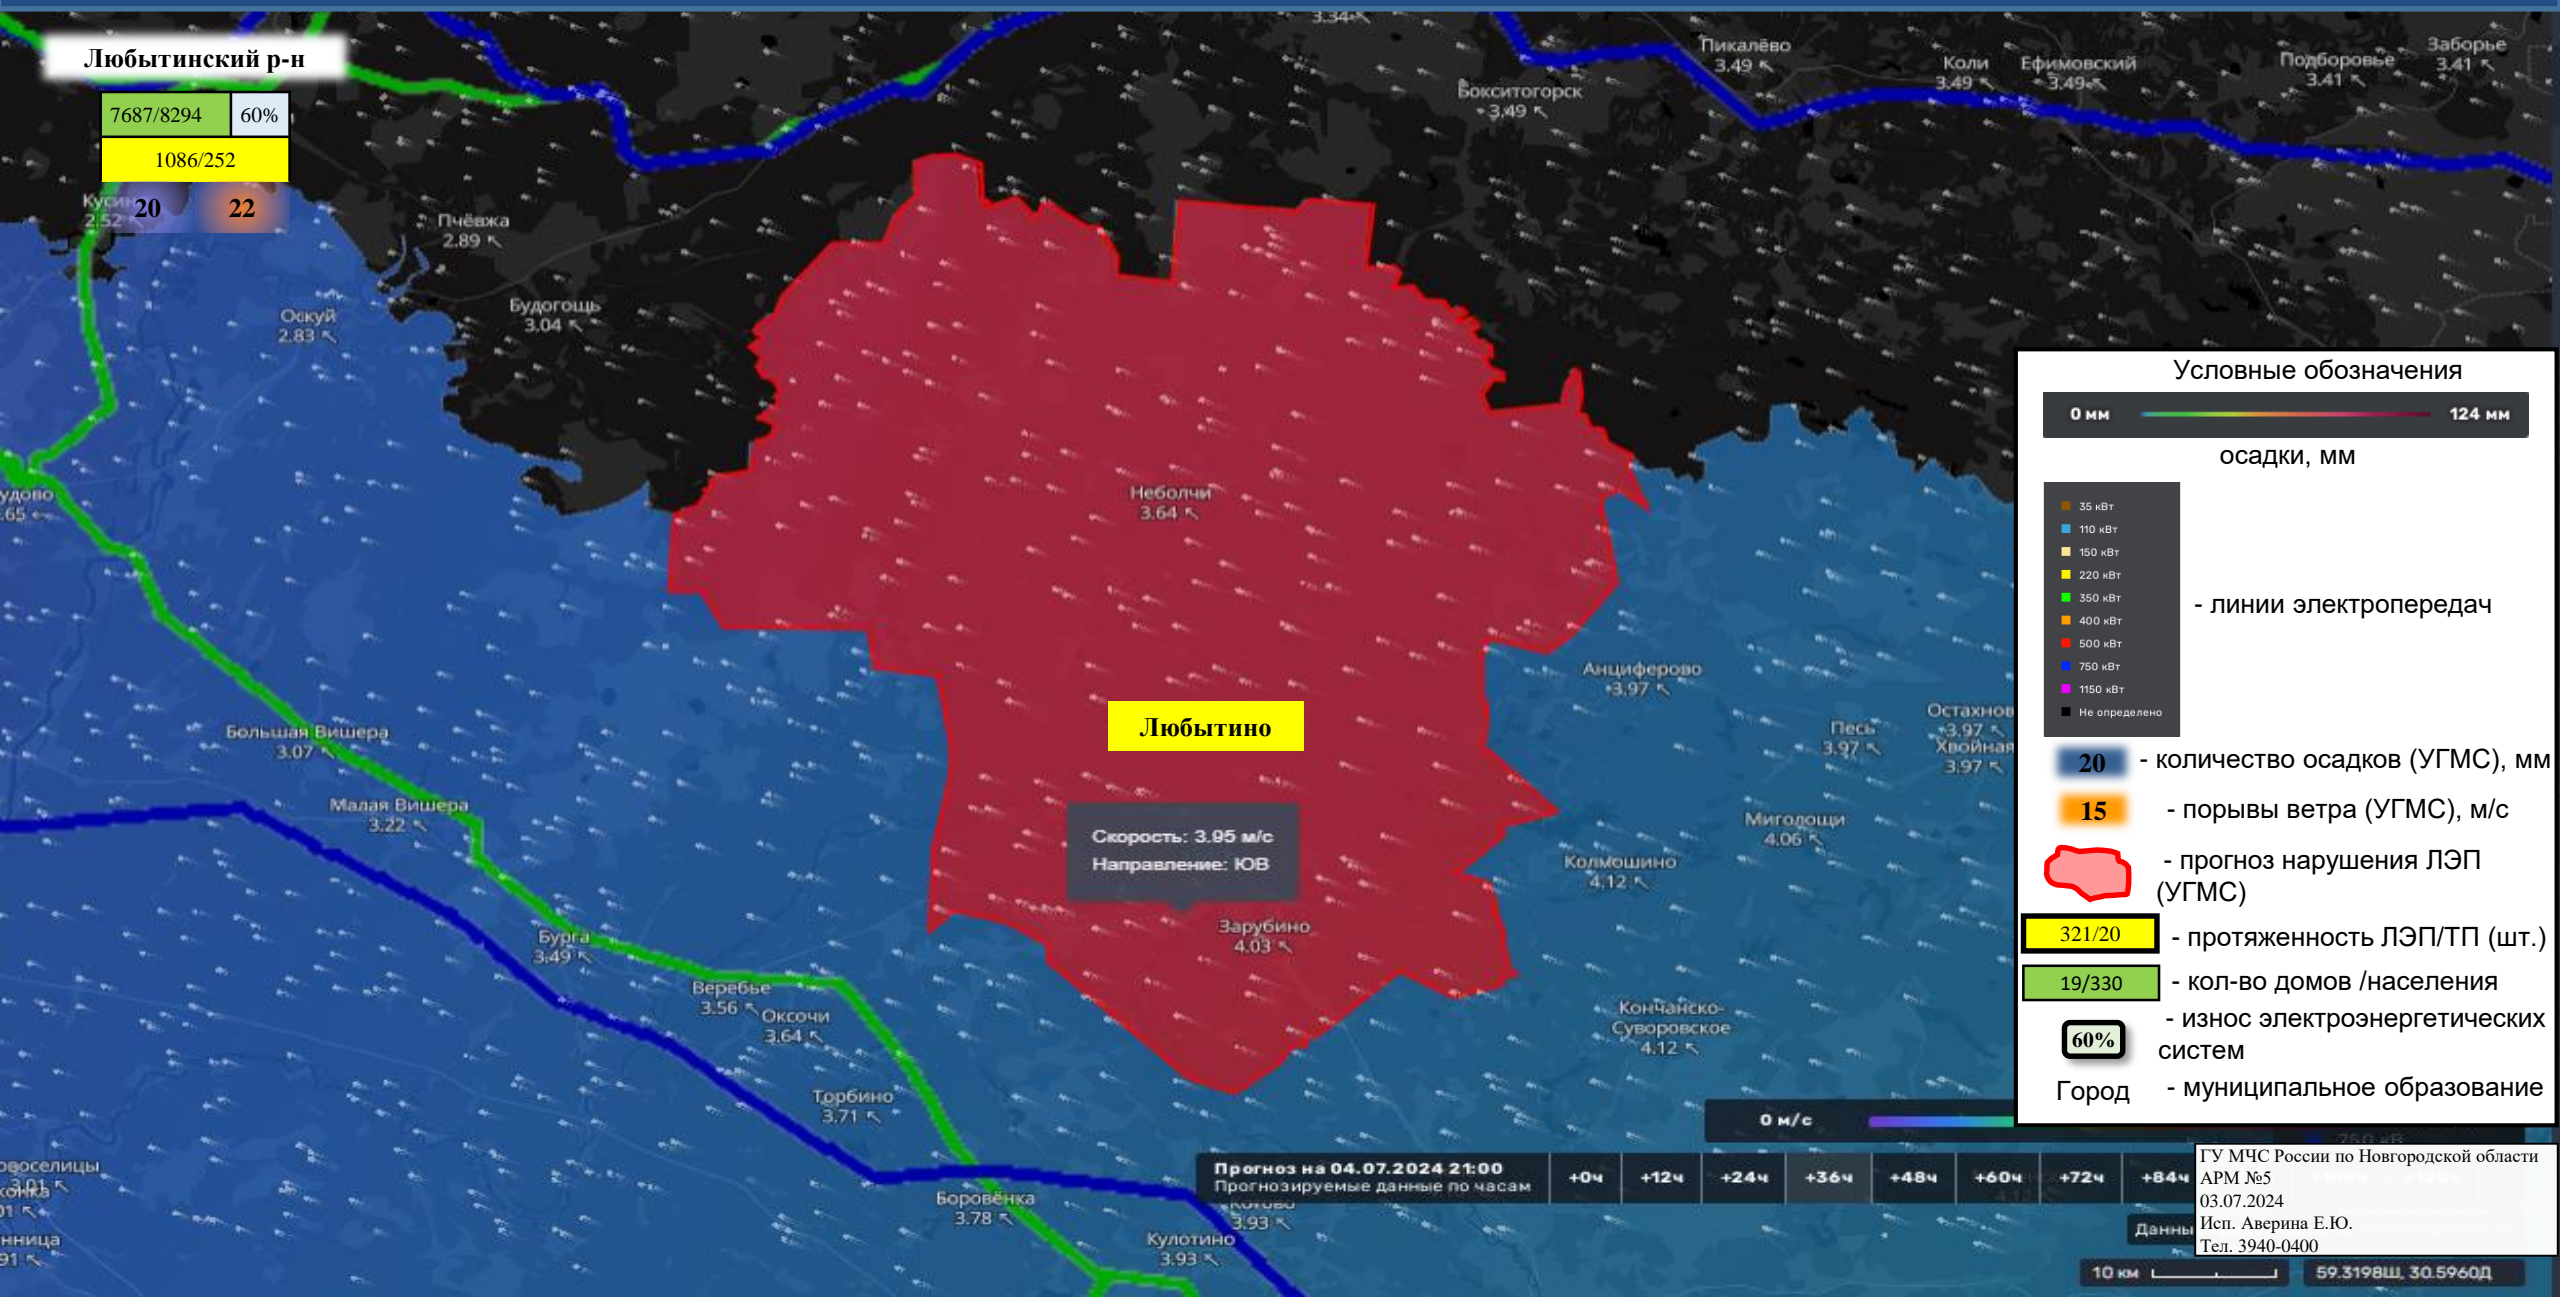 Любытинский р-н
7687/8294 60%
1086/252
20 22
2.52
3.34
Пчёвжа
2.89
Будогощь
3.04
Оскуй
2.83
Пикалёво
3.49
Бокситогорск
3,49
Коли
3.49
Ефимовский
3.49
Подборовье
3.41
Заборье
3.41
Неболчи
3.64
Любытино
Скорость: 3.95 м/с
Направление: ЮВ
Зарубино
4.03
Анциферово
3.97
Песь
3.97
3.97
Хвойная
3.97
Миголощи
4.06
Колмошино
4.12
Кончанско-
Суворовское
4.12
Большая Вишера
3.07
Малая Вишера
3.22
Бурга
3.49
Веребье
3.56
Оксочи
3.64
Торбино
3.71
Боровёнка
3.78
Кулотино
3.93
3.93
Условные обозначения
0 мм 124 мм
осадки, мм
35 кВт
110 кВт
150 кВт
220 кВт
350 кВт
400 кВт
500 кВт
750 кВт
1150 кВт
Не определено
- линии электропередач
20 - количество осадков (УГМС), мм
15 - порывы ветра (УГМС), м/с
- прогноз нарушения ЛЭП
(УГМС)
321/20 - протяженность ЛЭП/ТП (шт.)
19/330 - кол-во домов /населения
60% - износ электроэнергетических
систем
Город - муниципальное образование
0 м/с
Прогноз на 04.07.2024 21:00
Прогнозируемые данные по часам
+0ч +12ч +24ч +36ч +48ч +60ч +72ч +84ч
ГУ МЧС России по Новгородской области
АРМ №5
03.07.2024
Исп. Аверина Е.Ю.
Тел. 3940-0400
10 км
59.3198Ш, 30.5960Д